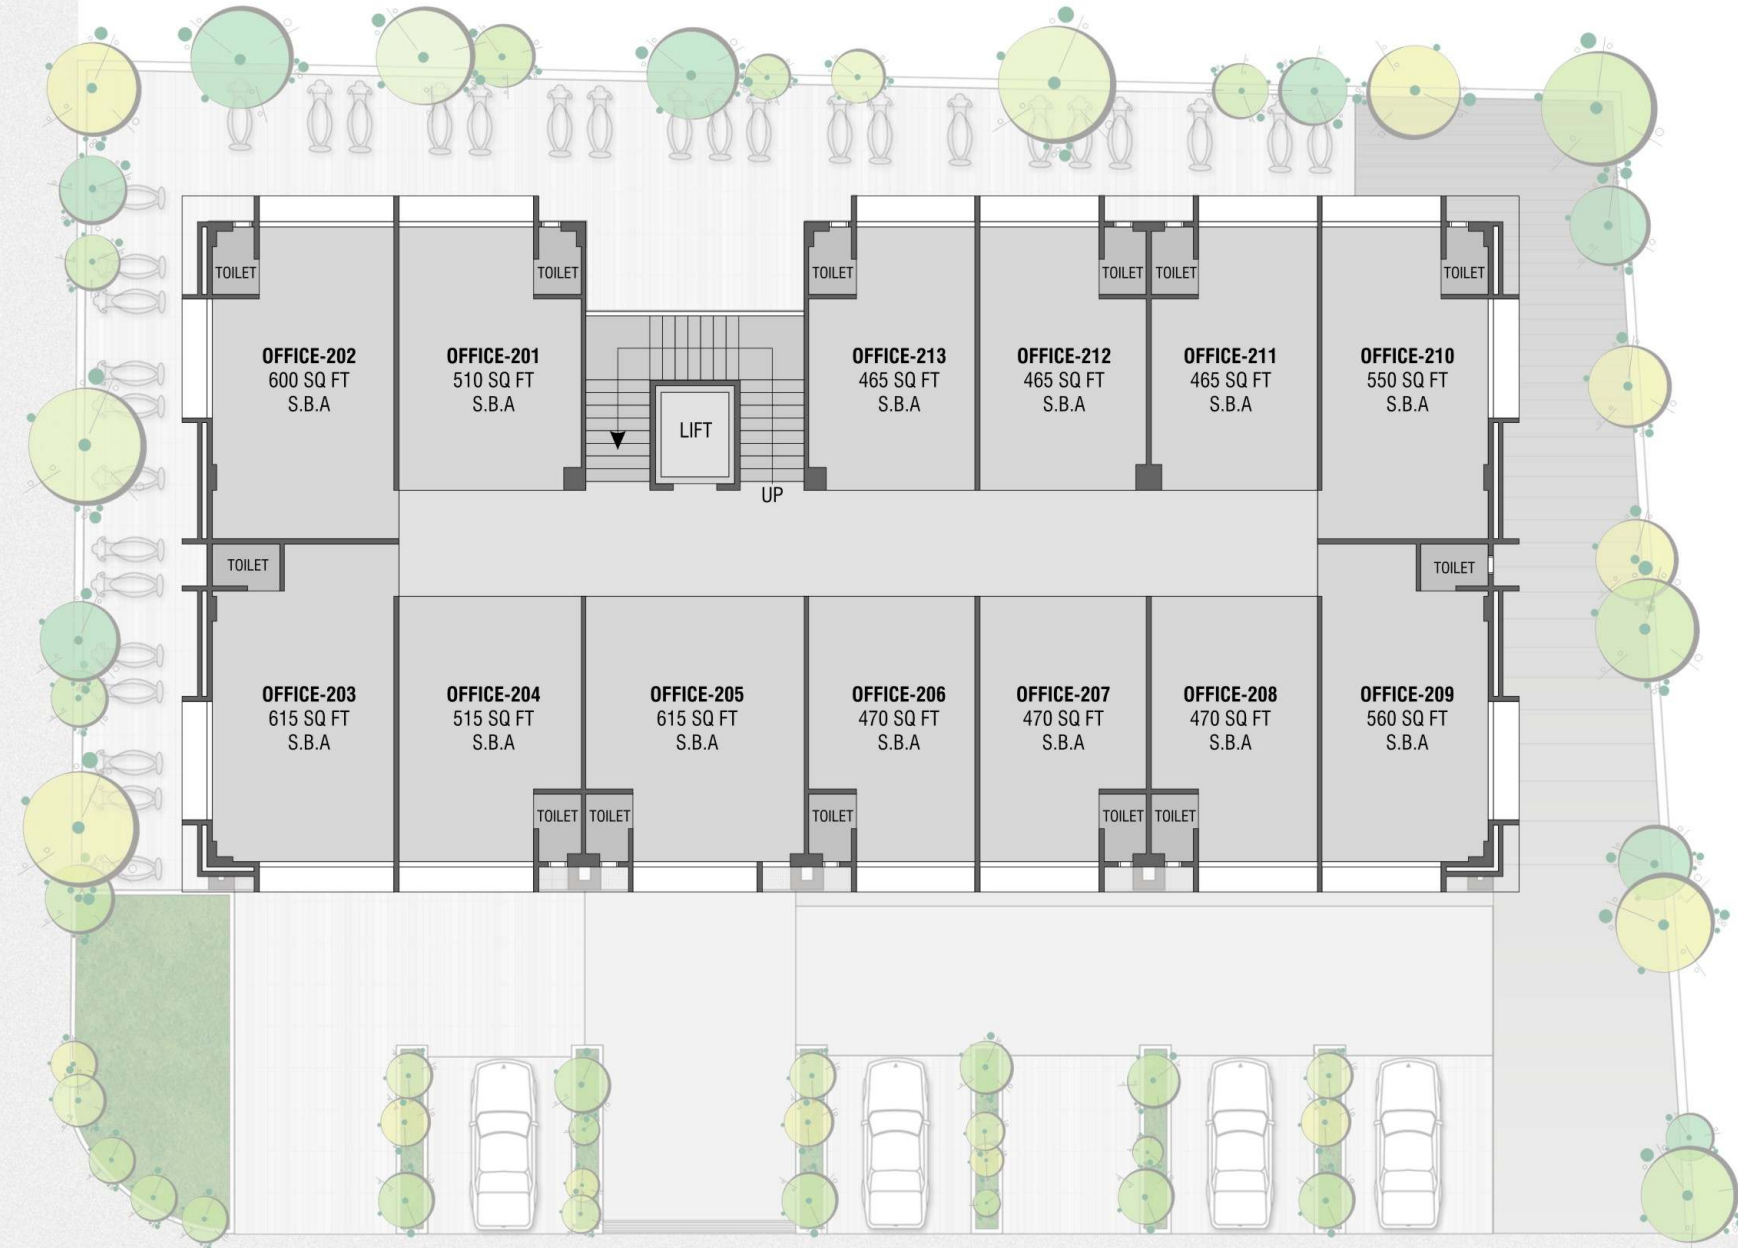 TOILET
TOILET
TOILET
TOILET
TOILET
TOILET
OFFICE-202
600 SQ FT
S.B.A
OFFICE-201
510 SQ FT
S.B.A
OFFICE-213
465 SQ FT
S.B.A
OFFICE-212
465 SQ FT
S.B.A
OFFICE-211
465 SQ FT
S.B.A
OFFICE-210
550 SQ FT
S.B.A
LIFT
UP
TOILET
TOILET
OFFICE-203
615 SQ FT
S.B.A
OFFICE-204
515 SQ FT
S.B.A
OFFICE-205
615 SQ FT
S.B.A
OFFICE-206
470 SQ FT
S.B.A
OFFICE-207
470 SQ FT
S.B.A
OFFICE-208
470 SQ FT
S.B.A
OFFICE-209
560 SQ FT
S.B.A
TOILET
TOILET
TOILET
TOILET
TOILET